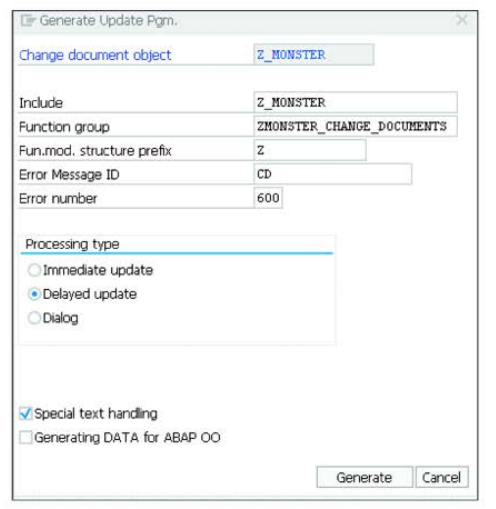 Generate Update Pgm.
Change document object Z_MONSTER
Include Z_MONSTER
Function group ZMONSTER_CHANGE_DOCUMENTS
Fun.mod. structure prefix Z
Error Message ID CD
Error number 600
Processing type
Immediate update
Delayed update
Dialog
Special text handling
Generating DATA for ABAP OO
Generate Cancel